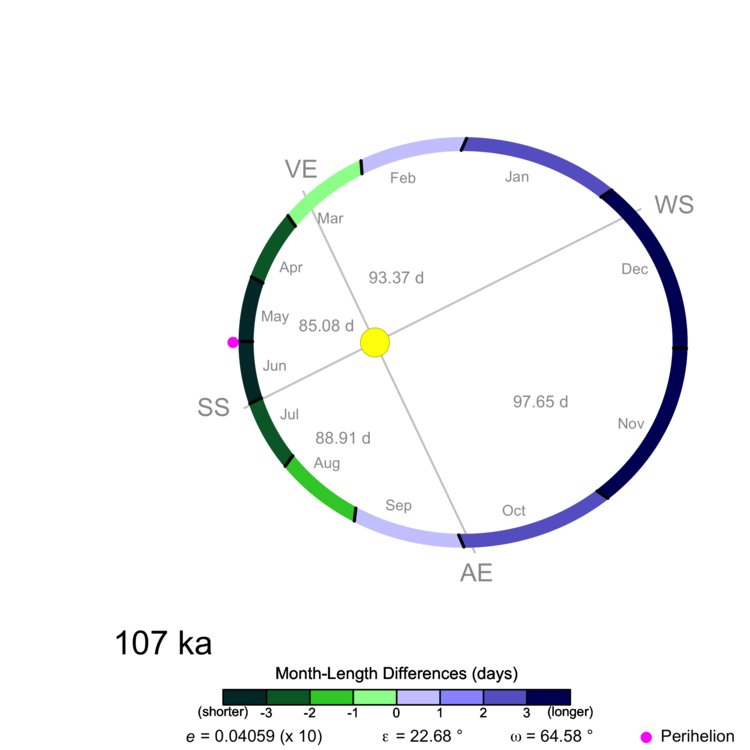 VE
Feb
Jan
WS
Mar
Apr
93.37 d
Dec
May
85.08 d
Jun
SS
Jul
97.65 d
88.91 d
Nov
Aug
Sep
Oct
AE
107 ka
Month-Length Differences (days)
(shorter) -3 -2 -1 0 1 2 3 (longer)
e = 0.04059 (x 10) ε = 22.68 ° ω = 64.58 ° Perihelion